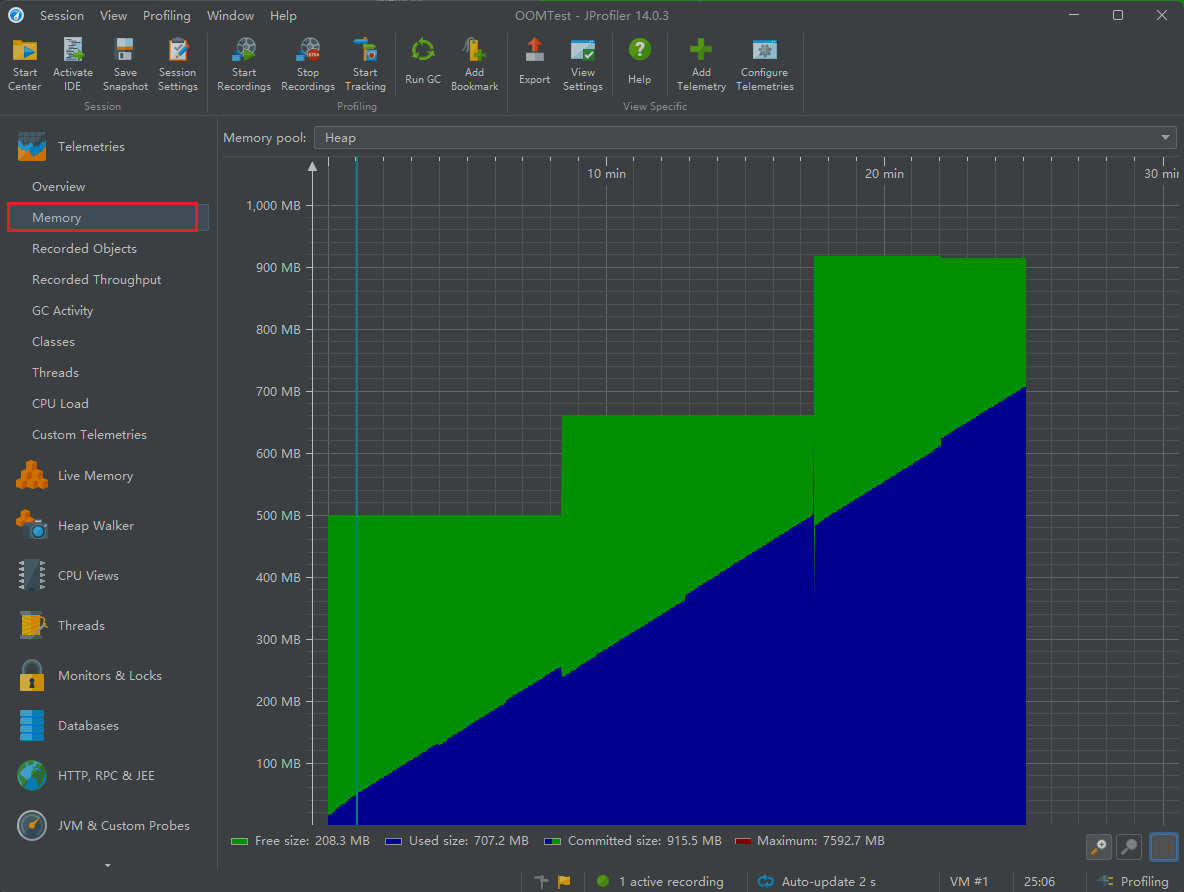 Session View Profiling Window Help OOMTest - JProfiler 14.0.3
Start Center
Activate IDE
Save Snapshot
Session Settings
Start Recordings
Stop Recordings
Start Tracking
Run GC
Add Bookmark
Export
View Settings
Help
Add Telemetry
Configure Telemetries
Session Profiling View Specific
Telemetries
Overview
Memory
Recorded Objects
Recorded Throughput
GC Activity
Classes
Threads
CPU Load
Custom Telemetries
Live Memory
Heap Walker
CPU Views
Threads
Monitors & Locks
Databases
HTTP, RPC & JEE
JVM & Custom Probes
Memory pool: Heap
10 min 20 min 30 min
1,000 MB
900 MB
800 MB
700 MB
600 MB
500 MB
400 MB
300 MB
200 MB
100 MB
Free size: 208.3 MB Used size: 707.2 MB Committed size: 915.5 MB Maximum: 7592.7 MB
1 active recording Auto-update 2 s VM #1 25:06 Profiling